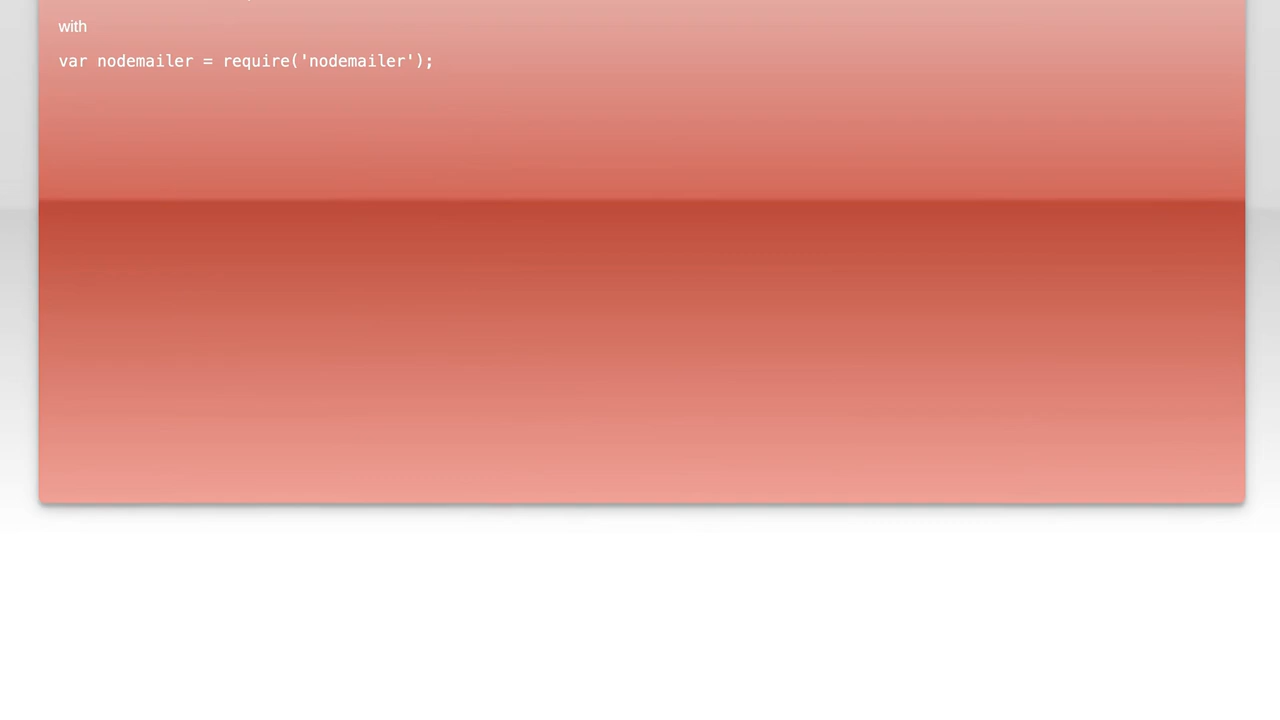 with
var nodemailer = require('nodemailer');